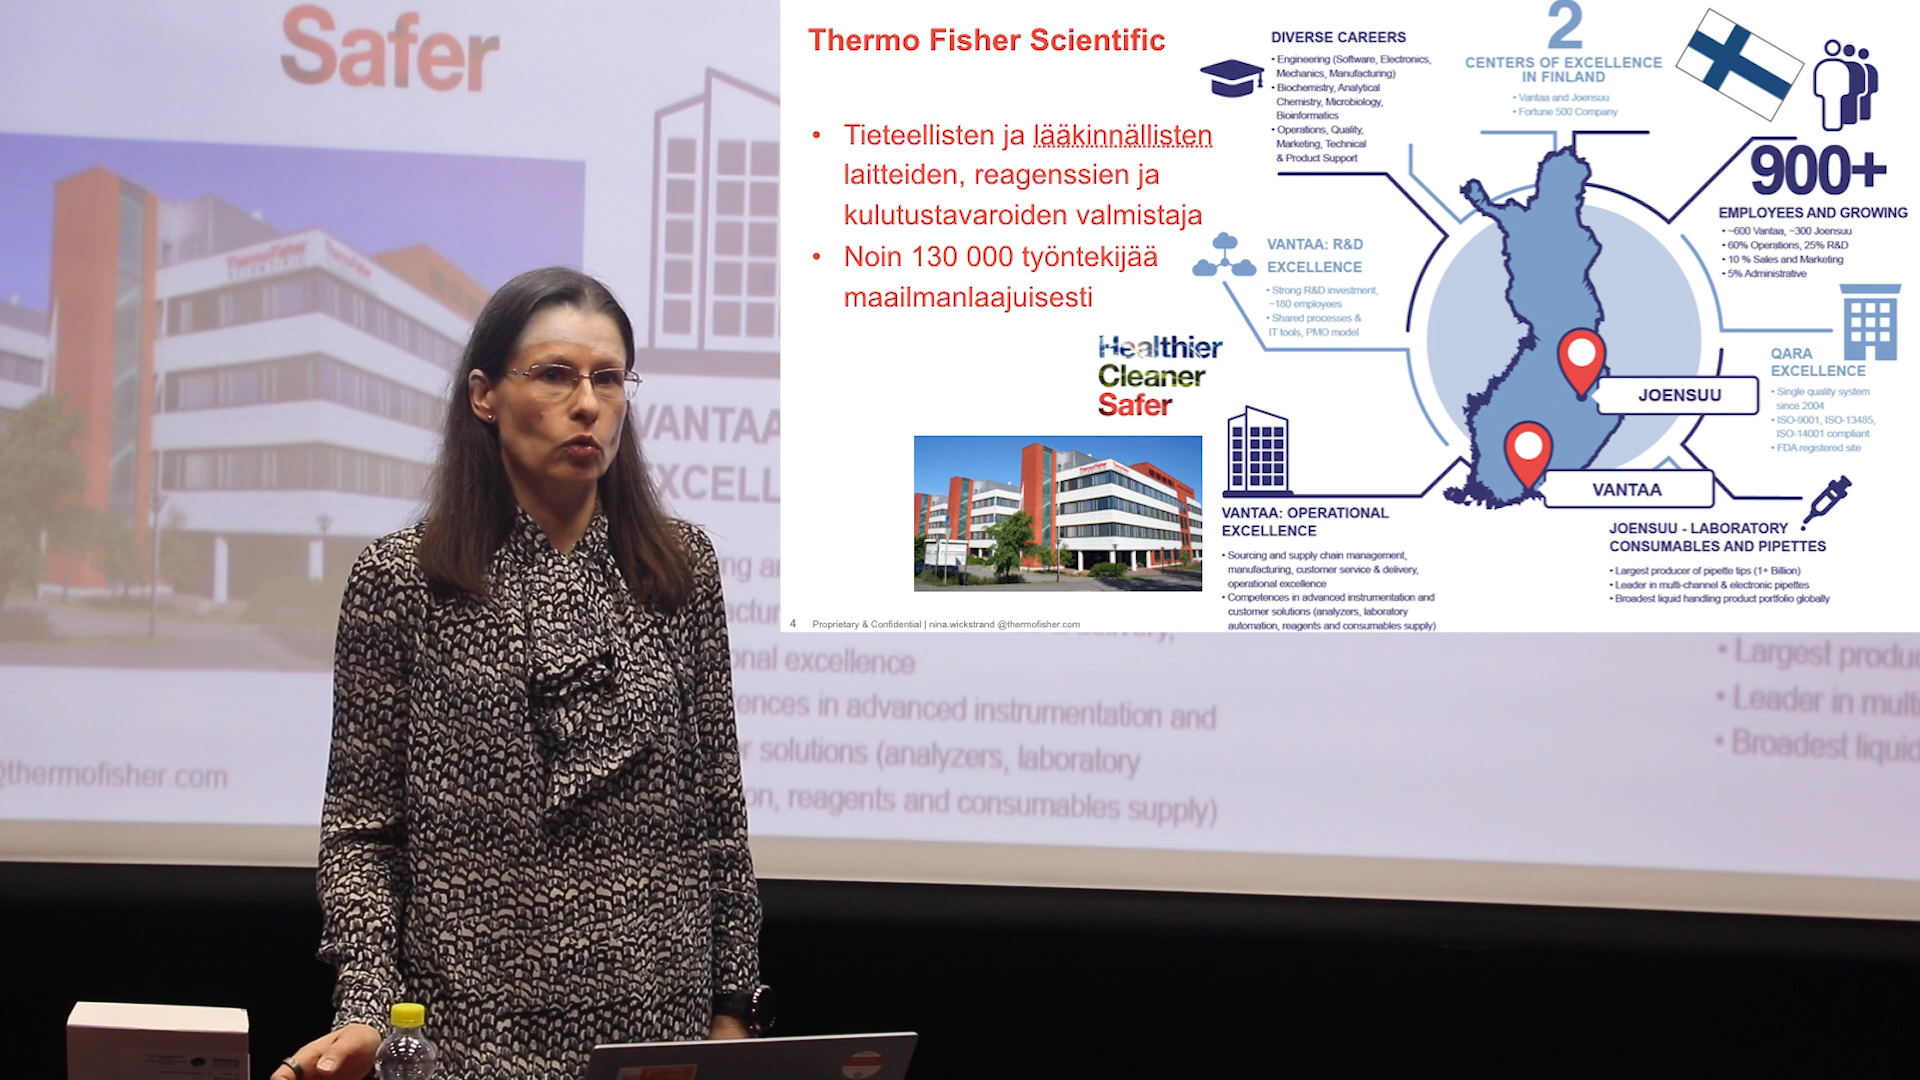 Thermo Fisher Scientific
• Tieteellisten ja lääkinnällisten
laitteiden, reagenssien ja
kulutustavaroiden valmistaja
• Noin 130 000 työntekijää
maailmanlaajuisesti
Healthier
Cleaner
Safer
ThermoFisher
4 Proprietary & Confidential | nina.wickstrand @thermofisher.com
DIVERSE CAREERS
• Engineering (Software, Electronics,
Mechanics, Manufacturing)
• Biochemistry, Analytical
Chemistry, Microbiology,
Bioinformatics
• Operations, Quality,
Marketing, Technical
& Product Support
2
CENTERS OF EXCELLENCE
IN FINLAND
• Vantaa and Joensuu
• Fortune 500 Company
900+
EMPLOYEES AND GROWING
• ~600 Vantaa, ~300 Joensuu
• 60% Operations, 25% R&D
• 10 % Sales and Marketing
• 5% Administrative
VANTAA: R&D
EXCELLENCE
• Strong R&D investment,
~180 employees
• Shared processes &
IT tools, PMO model
QARA
EXCELLENCE
• Single quality system
since 2004
• ISO-9001, ISO-13485,
ISO-14001 compliant
• FDA registered site
JOENSUU
VANTAA
VANTAA: OPERATIONAL
EXCELLENCE
• Sourcing and supply chain management,
manufacturing, customer service & delivery,
operational excellence
• Competences in advanced instrumentation and
customer solutions (analyzers, laboratory
automation, reagents and consumables supply)
JOENSUU - LABORATORY
CONSUMABLES AND PIPETTES
• Largest producer of pipette tips (1+ Billion)
• Leader in multi-channel & electronic pipettes
• Broadest liquid handling product portfolio globally
Safer
ThermoFisher
SCIENTIFIC
VANTAA
EXCELL
ng a
actur
delivery,
onal excellence
ences in advanced instrumentation and
r solutions (analyzers, laboratory
on, reagents and consumables supply)
@thermofisher.com
• Largest produ
• Leader in mult
• Broadest liquid